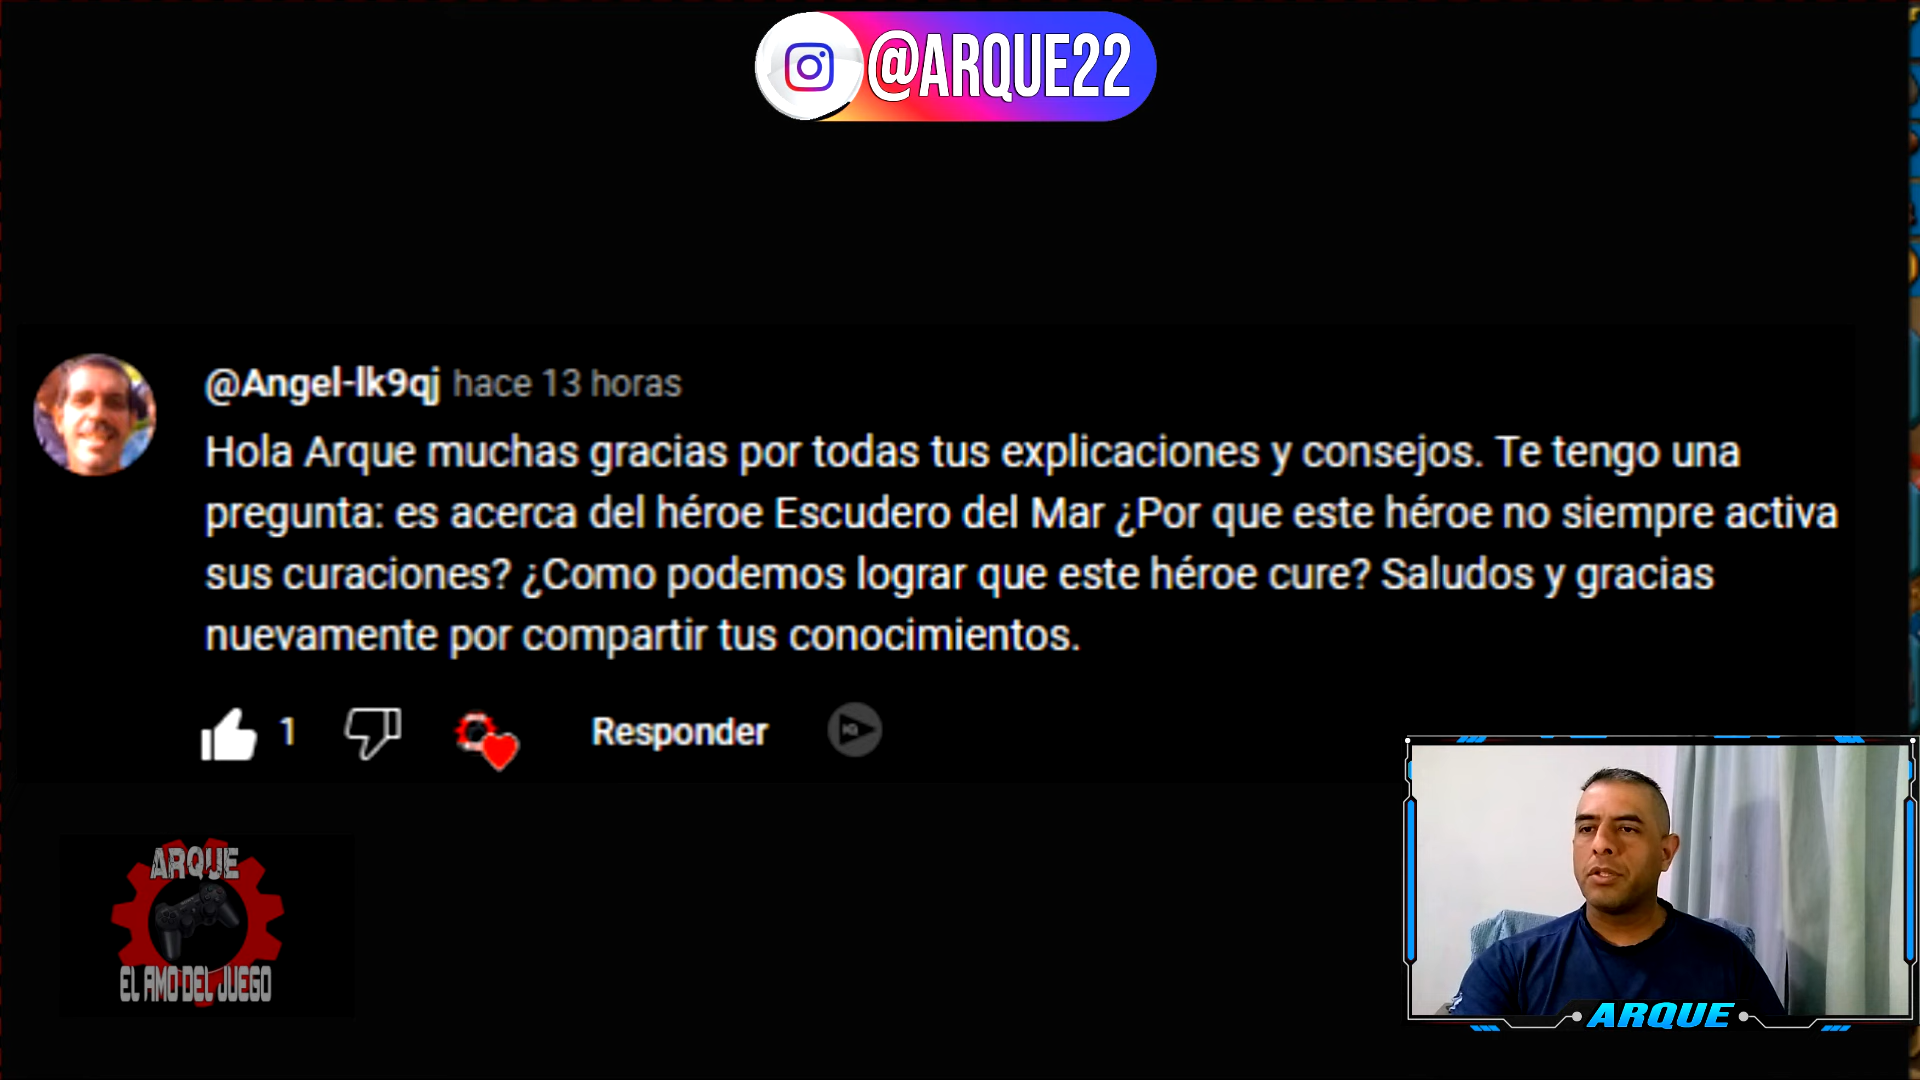 @ARQUE22
@Angel-lk9qj hace 13 horas
Hola Arque muchas gracias por todas tus explicaciones y consejos. Te tengo una
pregunta: es acerca del héroe Escudero del Mar ¿Por que este héroe no siempre activa
sus curaciones? ¿Como podemos lograr que este héroe cure? Saludos y gracias
nuevamente por compartir tus conocimientos.
1 Responder
ARQUE
EL AMO DEL JUEGO
ARQUE